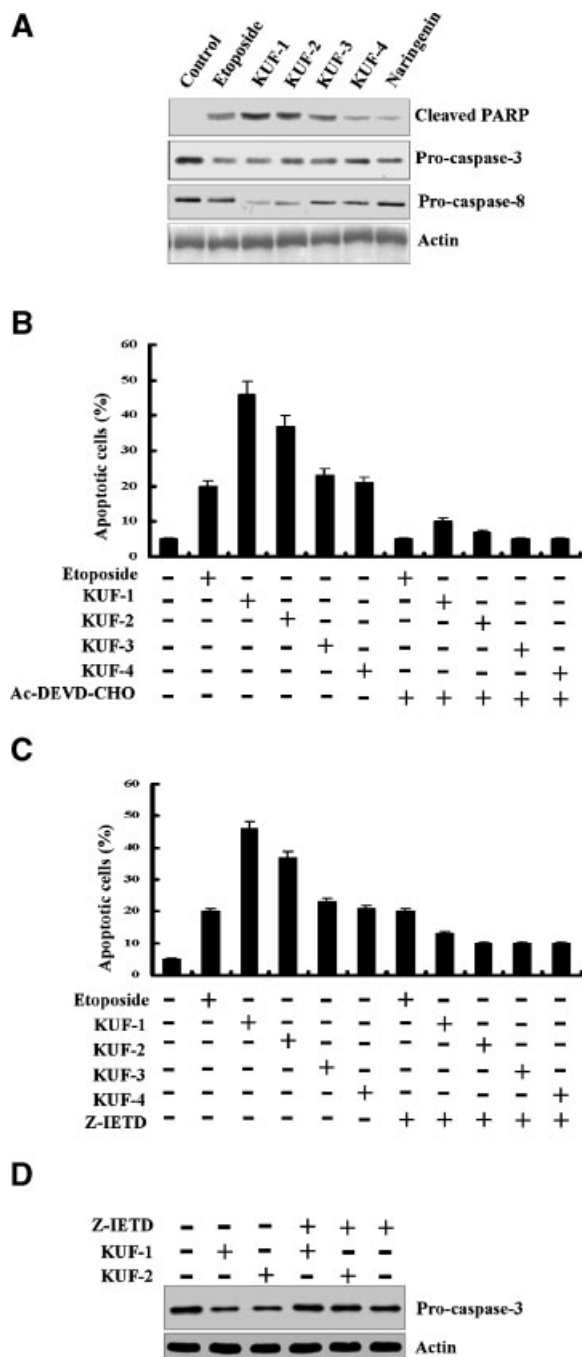 A
Control Etoposide KUF-1 KUF-2 KUF-3 KUF-4 Naringenin
Cleaved PARP
Pro-caspase-3
Pro-caspase-8
Actin
B
Apoptotic cells (%)
60
50
40
30
20
10
0
Etoposide - + - - - - + - - - -
KUF-1 - - + - - - - + - - -
KUF-2 - - - + - - - - + - -
KUF-3 - - - - + - - - - + -
KUF-4 - - - - - + - - - - +
Ac-DEVD-CHO - - - - - - + + + + +
C
Apoptotic cells (%)
60
50
40
30
20
10
0
Etoposide - + - - - - + - - - -
KUF-1 - - + - - - - + - - -
KUF-2 - - - + - - - - + - -
KUF-3 - - - - + - - - - + -
KUF-4 - - - - - + - - - - +
Z-IETD - - - - - - + + + + +
D
Z-IETD - - - + + +
KUF-1 - + - + - -
KUF-2 - - + - + -
Pro-caspase-3
Actin